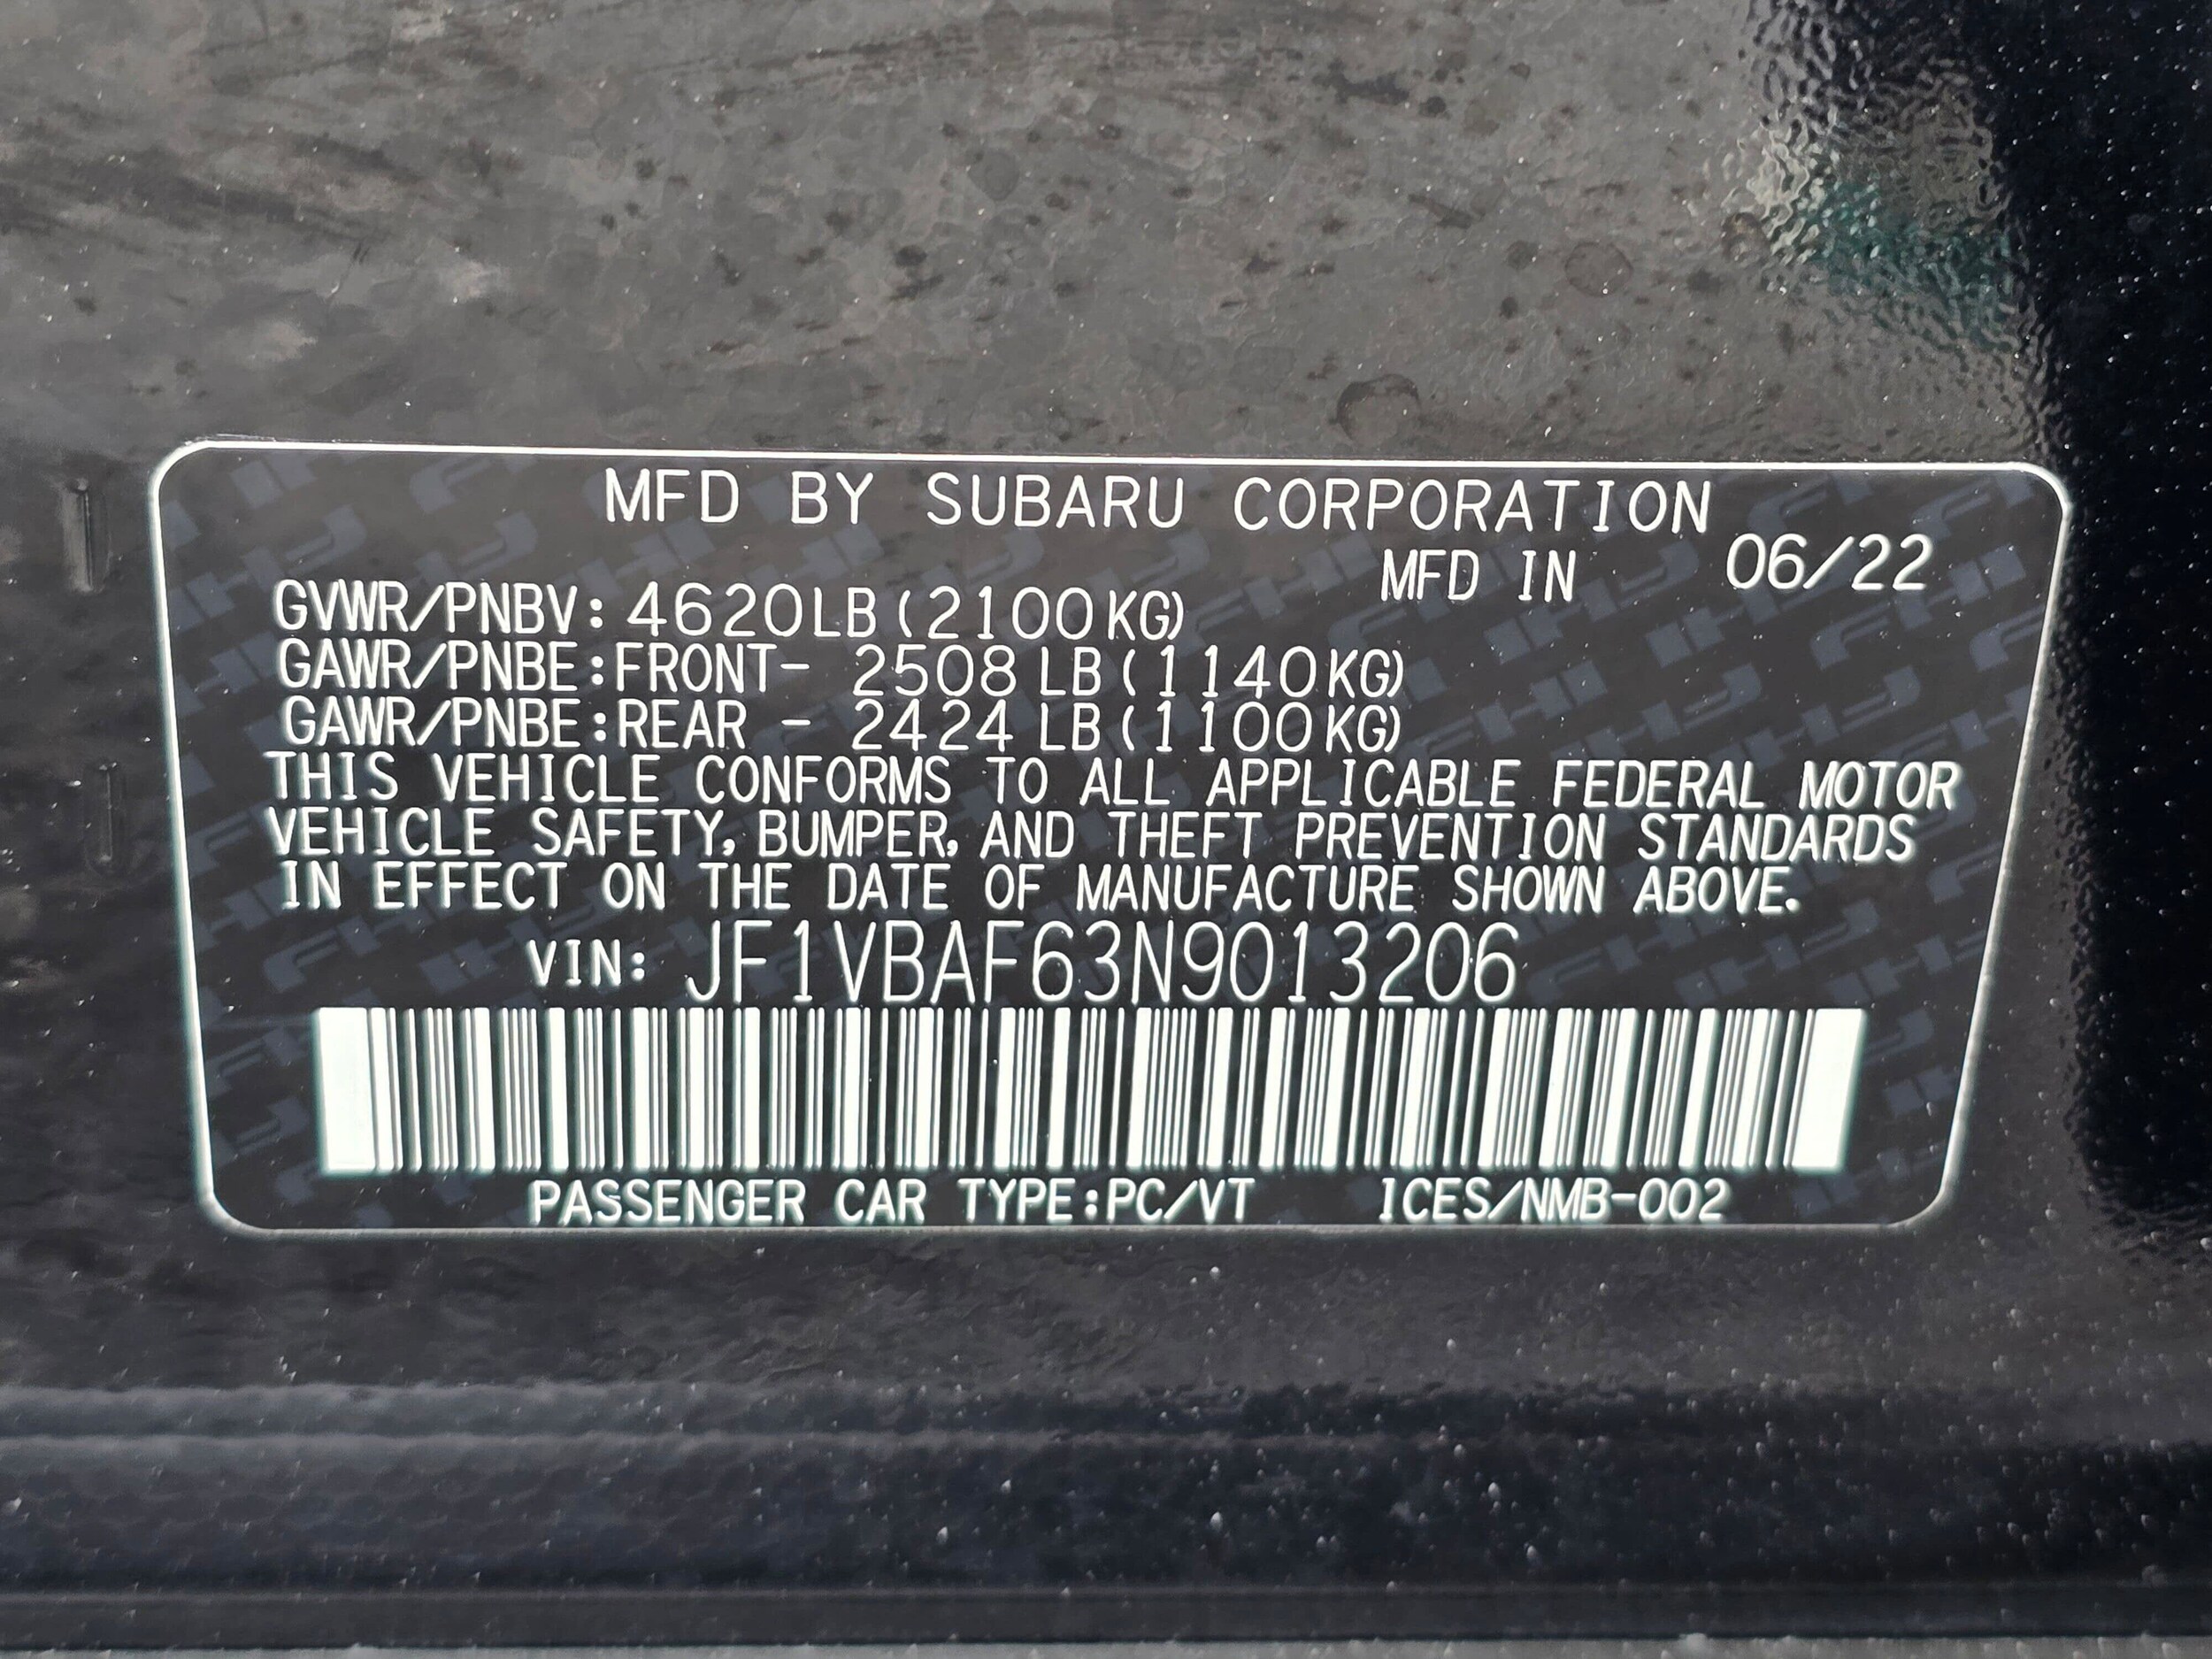 MFD BY SUBARU CORPORATION
MFD IN 06/22
GVWR/PNBV: 4620LB (2100KG)
GAWR/PNBE:FRONT- 2508 LB (1140KG)
GAWR/PNBE:REAR - 2424 LB (1100KG)
THIS VEHICLE CONFORMS TO ALL APPLICABLE FEDERAL MOTOR
VEHICLE SAFETY, BUMPER, AND THEFT PREVENTION STANDARDS
IN EFFECT ON THE DATE OF MANUFACTURE SHOWN ABOVE.
VIN: JF1VBAF63N9013206
PASSENGER CAR TYPE:PC/VT ICES/NMB-002